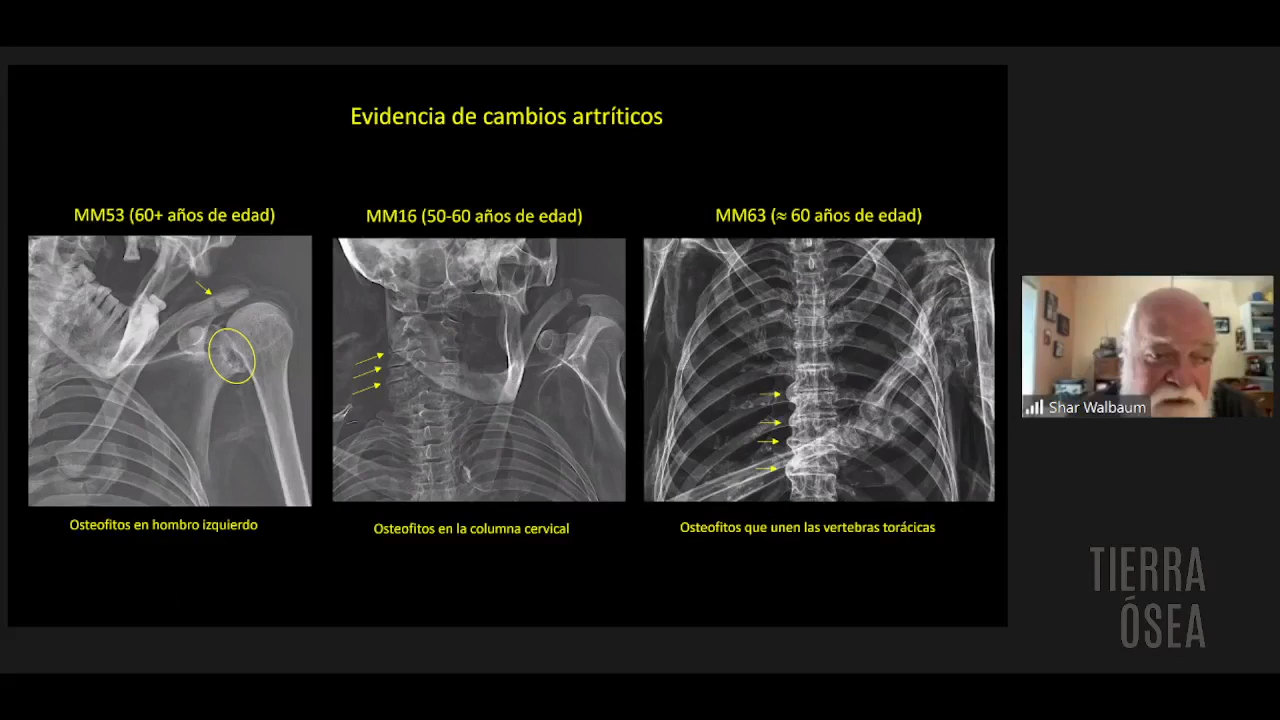 Evidencia de cambios artríticos
MM53 (60+ años de edad)
MM16 (50-60 años de edad)
MM63 (≈ 60 años de edad)
Osteofitos en hombro izquierdo
Osteofitos en la columna cervical
Osteofitos que unen las vertebras torácicas
Shar Walbaum
TIERRA
ÓSEA